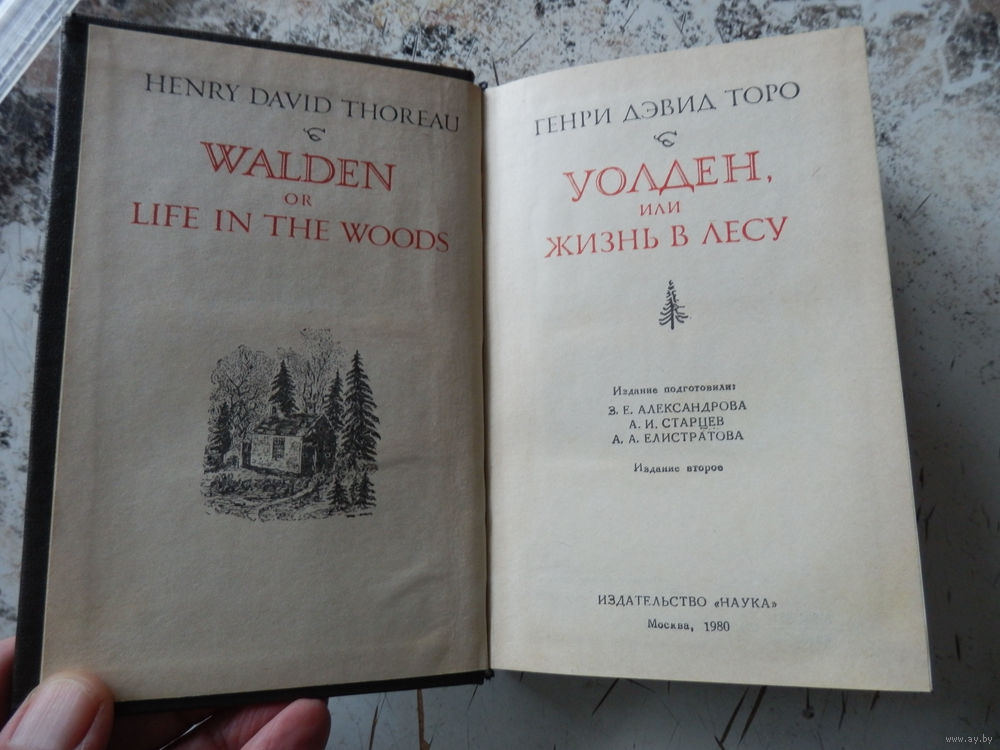 HENRY DAVID THOREAU
WALDEN
OR
LIFE IN THE WOODS
ГЕНРИ ДЭВИД ТОРО
УОЛДЕН,
ИЛИ
ЖИЗНЬ В ЛЕСУ
Издание подготовили:
З. Е. АЛЕКСАНДРОВА
А. И. СТАРЦЕВ
А. А. ЕЛИСТРАТОВА
Издание второе
ИЗДАТЕЛЬСТВО «НАУКА»
Москва, 1980
www.ay.by